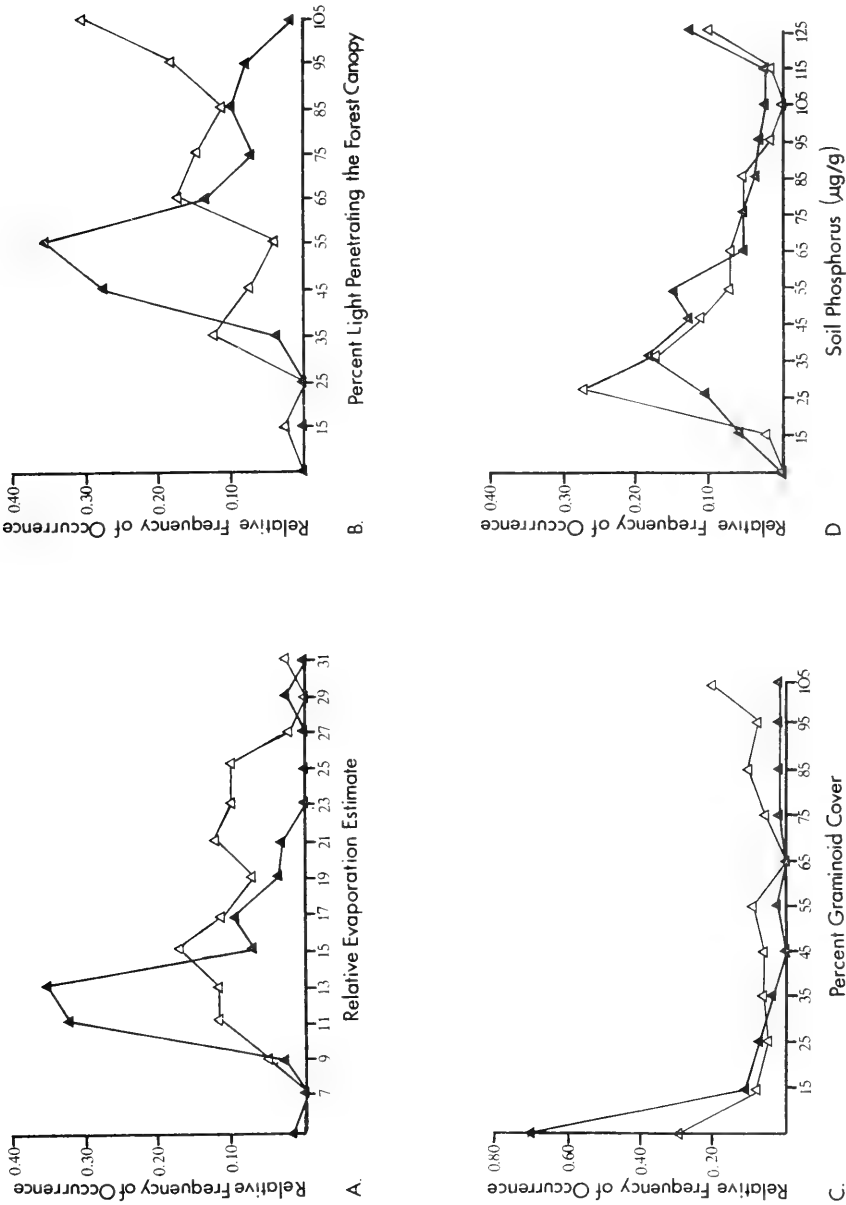 A.
Relative Frequency of Occurrence
0.40
0.30
0.20
0.10
7 9 11 13 15 17 19 21 23 25 27 29 31
Relative Evaporation Estimate
B.
Relative Frequency of Occurrence
0.40
0.30
0.20
0.10
15 25 35 45 55 65 75 85 95 105
Percent Light Penetrating the Forest Canopy
C.
Relative Frequency of Occurrence
0.80
0.60
0.40
0.20
15 25 35 45 55 65 75 85 95 105
Percent Graminoid Cover
D
Relative Frequency of Occurrence
0.40
0.30
0.20
0.10
15 25 35 45 55 65 75 85 95 105 115 125
Soil Phosphorus (µg/g)